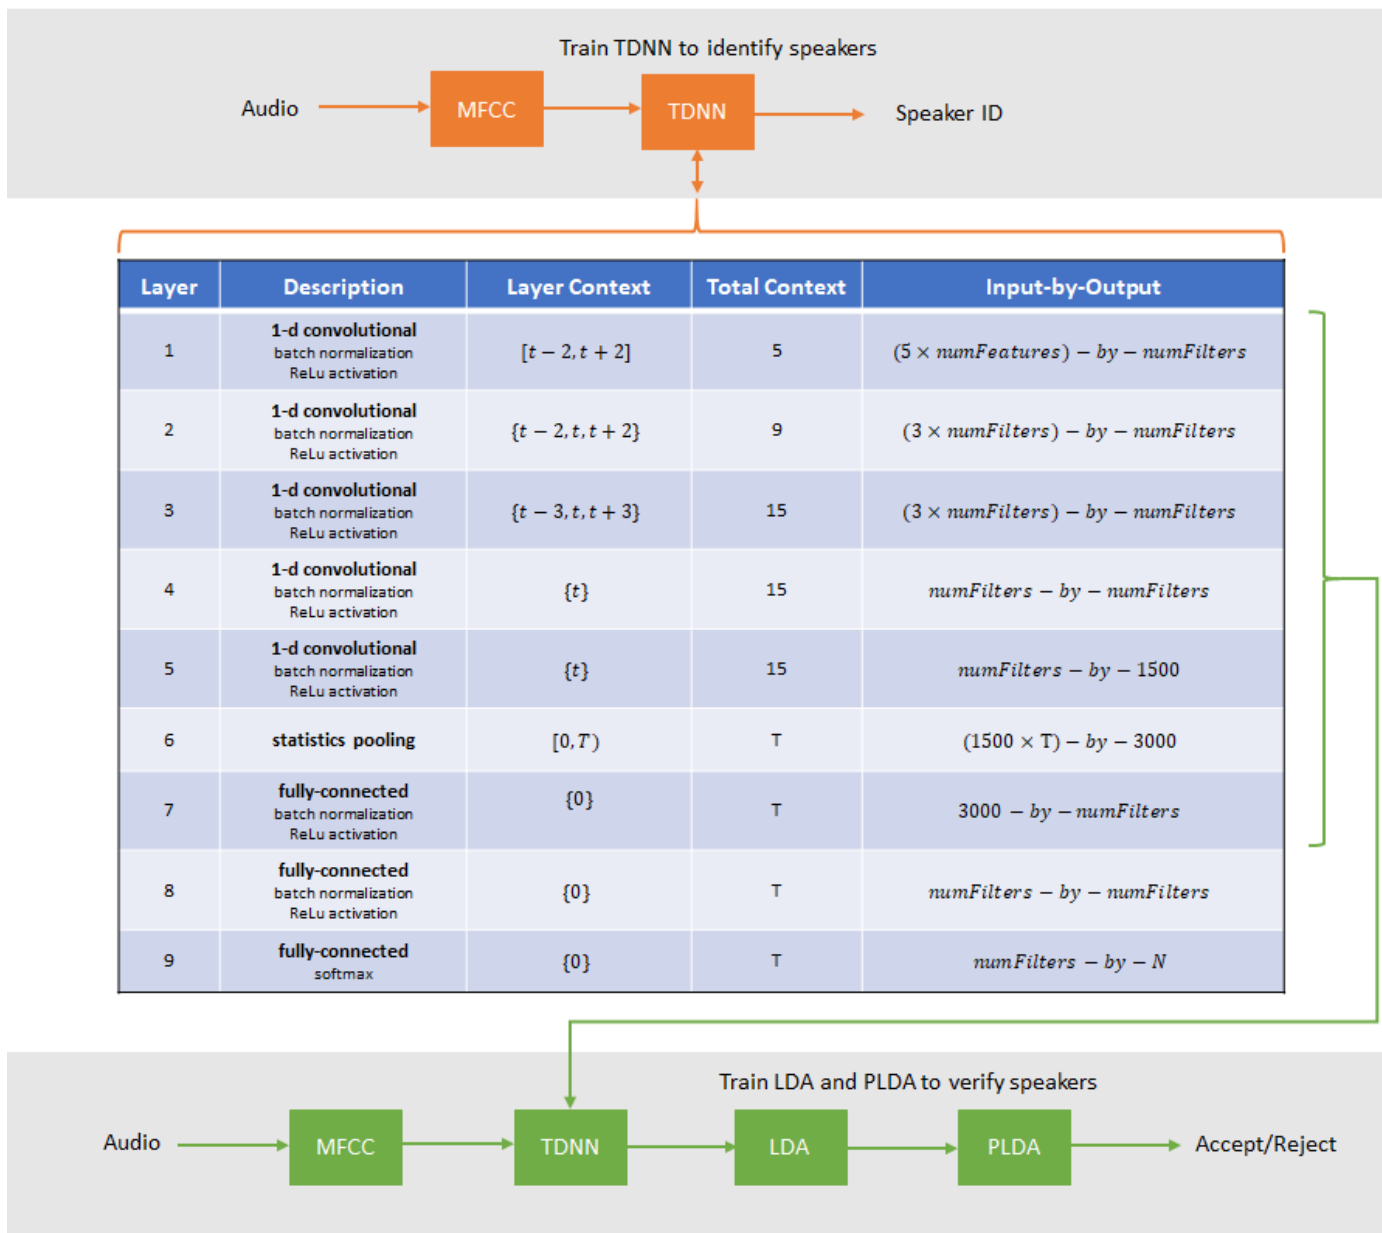 Train TDNN to identify speakers
Audio
MFCC
TDNN
Speaker ID
Layer Description Layer Context Total Context Input-by-Output
1-d convolutional
1 batch normalization [t − 2, t + 2] 5 (5 × numFeatures) − by − numFilters
ReLu activation
1-d convolutional
2 batch normalization {t − 2, t, t + 2} 9 (3 × numFilters) − by − numFilters
ReLu activation
1-d convolutional
3 batch normalization {t − 3, t, t + 3} 15 (3 × numFilters) − by − numFilters
ReLu activation
1-d convolutional
4 batch normalization {t} 15 numFilters − by − numFilters
ReLu activation
1-d convolutional
5 batch normalization {t} 15 numFilters − by − 1500
ReLu activation
6 statistics pooling [0, T) T (1500 × T) − by − 3000
fully-connected
7 batch normalization {0} T 3000 − by − numFilters
ReLu activation
fully-connected
8 batch normalization {0} T numFilters − by − numFilters
ReLu activation
fully-connected
9 softmax {0} T numFilters − by − N
Train LDA and PLDA to verify speakers
Audio
MFCC
TDNN
LDA
PLDA
Accept/Reject